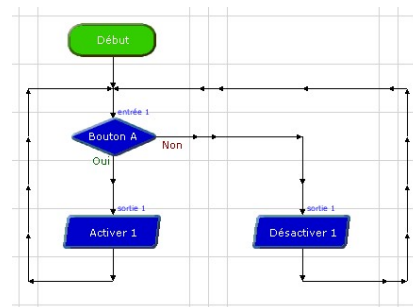 Début
entrée 1
Bouton A
Non
Oui
sortie 1
sortie 1
Activer 1
Désactiver 1